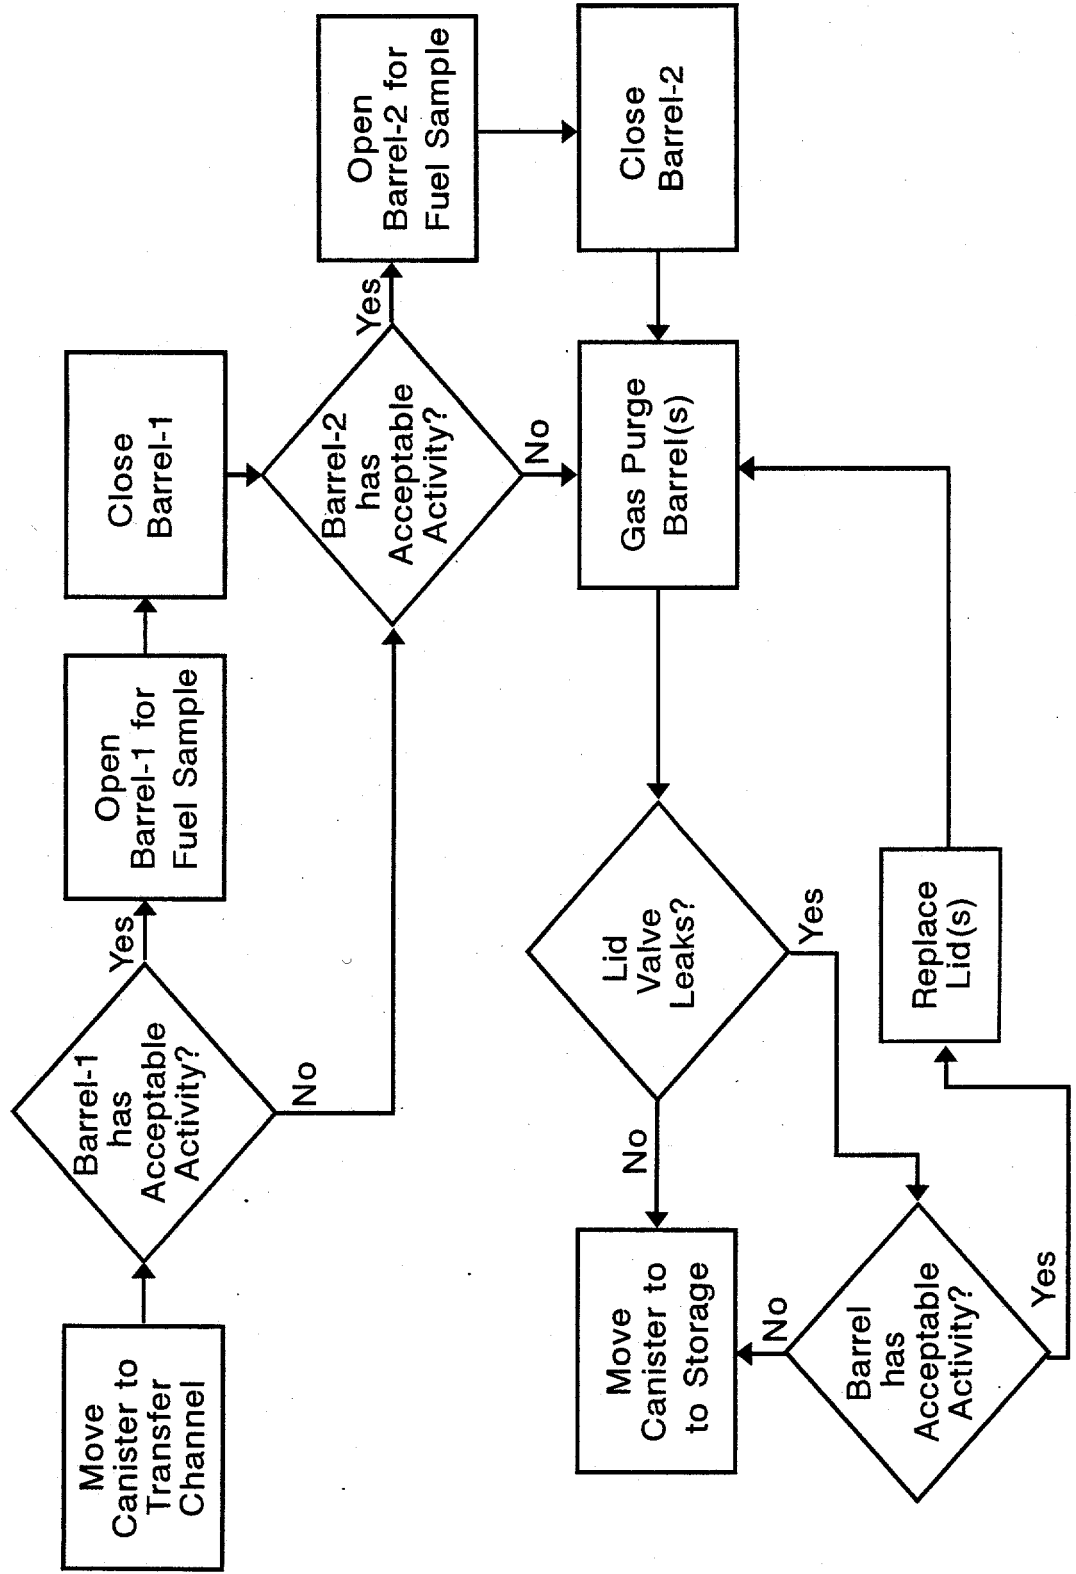 Move
Canister to
Transfer
Channel
Barrel-1
has
Acceptable
Activity?
Yes
No
Open
Barrel-1 for
Fuel Sample
Close
Barrel-1
Barrel-2
has
Acceptable
Activity?
Yes
No
Open
Barrel-2 for
Fuel Sample
Close
Barrel-2
Gas Purge
Barrel(s)
Lid
Valve
Leaks?
No
Yes
Move
Canister to
to Storage
Barrel
has
Acceptable
Activity?
No
Yes
Replace
Lid(s)